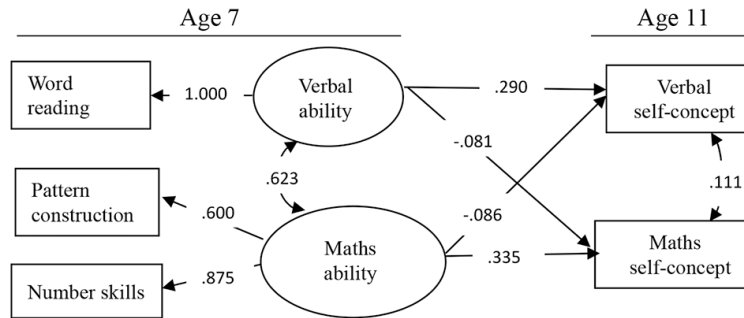 Age 7
Age 11
Word
reading
1.000
Verbal
ability
.290
Verbal
self-concept
-.081
.623
.111
Pattern
construction
.600
-.086
Maths
ability
.335
Maths
self-concept
Number skills
.875